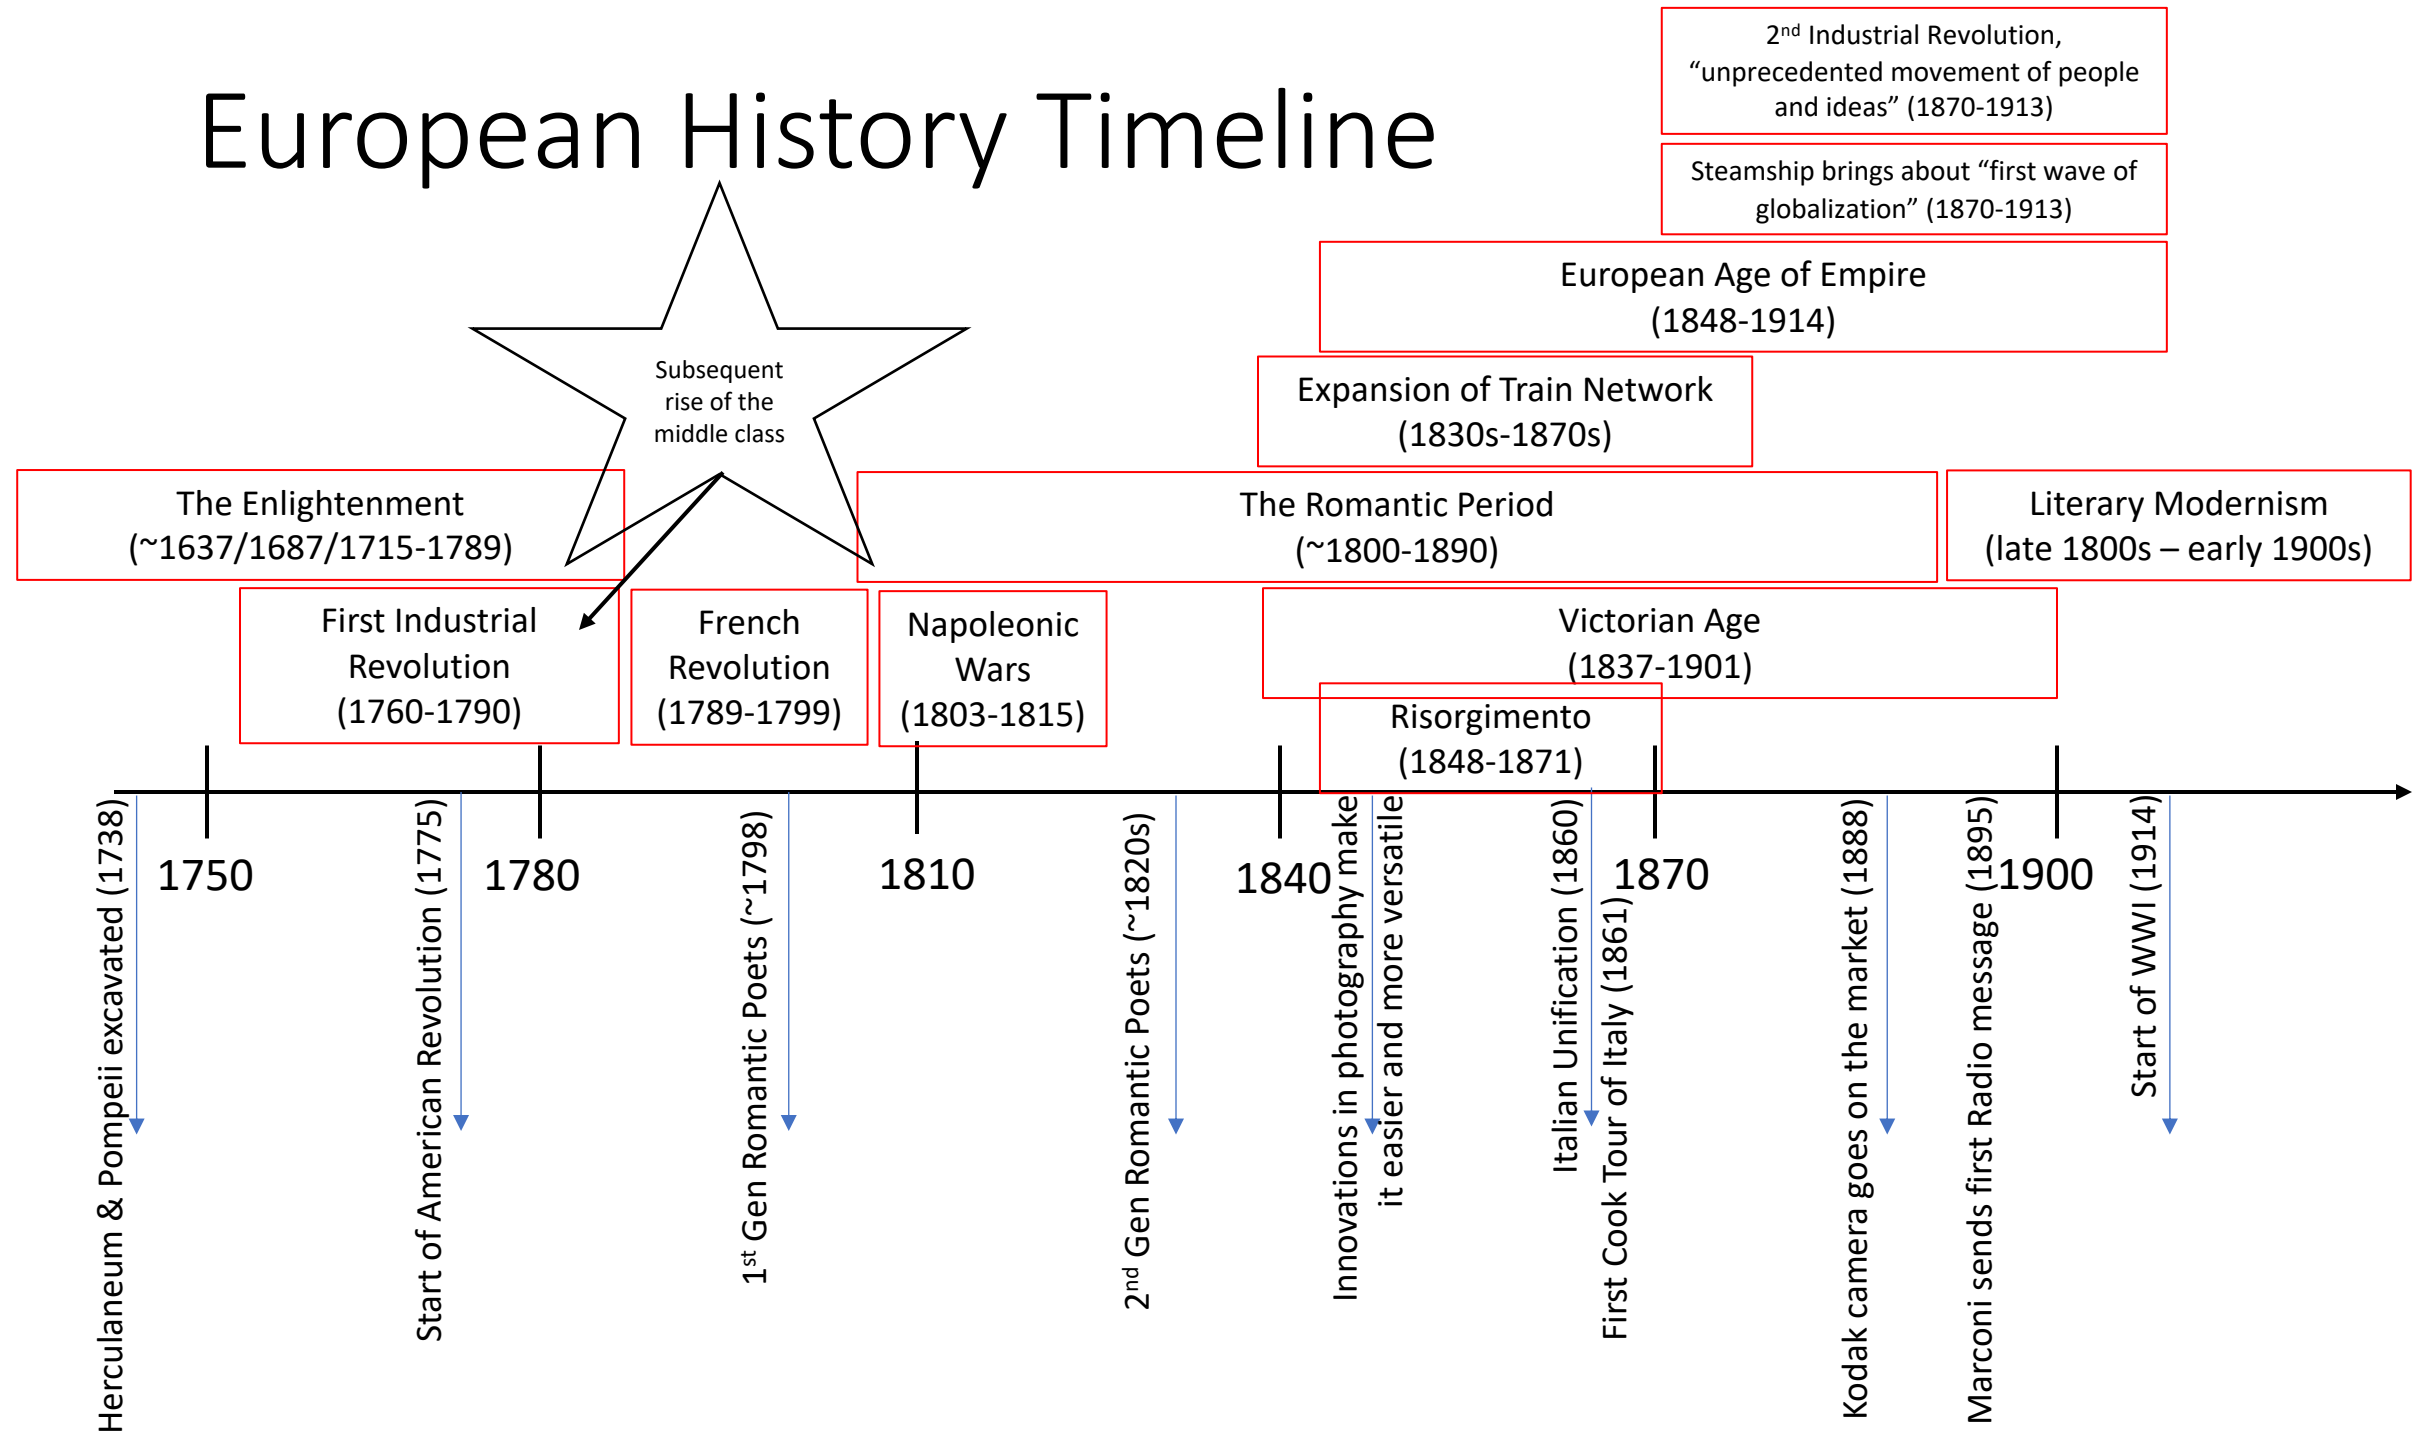 European History Timeline
2nd Industrial Revolution,
“unprecedented movement of people
and ideas” (1870-1913)
Steamship brings about “first wave of
globalization” (1870-1913)
European Age of Empire
(1848-1914)
Subsequent
rise of the
middle class
Expansion of Train Network
(1830s-1870s)
The Enlightenment
(~1637/1687/1715-1789)
The Romantic Period
(~1800-1890)
Literary Modernism
(late 1800s – early 1900s)
First Industrial
Revolution
(1760-1790)
French
Revolution
(1789-1799)
Napoleonic
Wars
(1803-1815)
Victorian Age
(1837-1901)
Risorgimento
(1848-1871)
1750
1780
1810
1840
1870
1900
Herculaneum & Pompeii excavated (1738)
Start of American Revolution (1775)
1st Gen Romantic Poets (~1798)
2nd Gen Romantic Poets (~1820s)
Innovations in photography make
it easier and more versatile
Italian Unification (1860)
First Cook Tour of Italy (1861)
Kodak camera goes on the market (1888)
Marconi sends first Radio message (1895)
Start of WWI (1914)